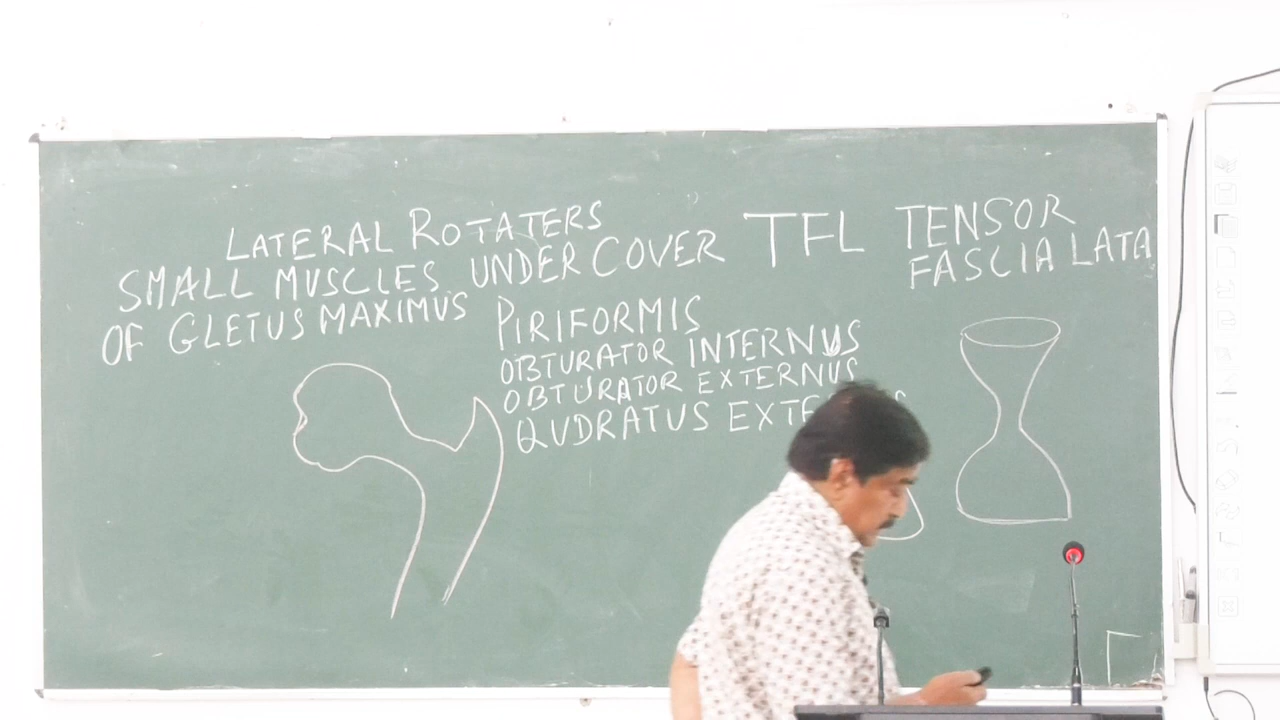 LATERAL ROTATERS
SMALL MUSCLES UNDER COVER
OF GLETUS MAXIMUS
PIRIFORMIS
OBTURATOR INTERNUS
OBTURATOR EXTERNUS
QUDRATUS
TFL
TENSOR
FASCIA LATA